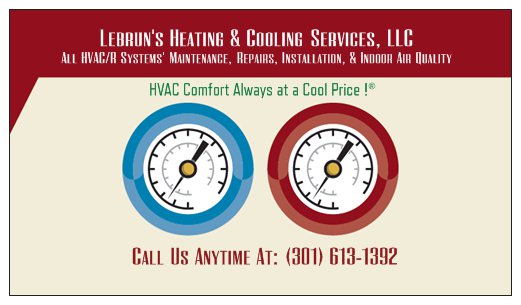 Lebrun's Heating & Cooling Services, LLC
All HVAC/R Systems' Maintenance, Repairs, Installation, & Indoor Air Quality
HVAC Comfort Always at a Cool Price !®
Call Us Anytime At: (301) 613-1392